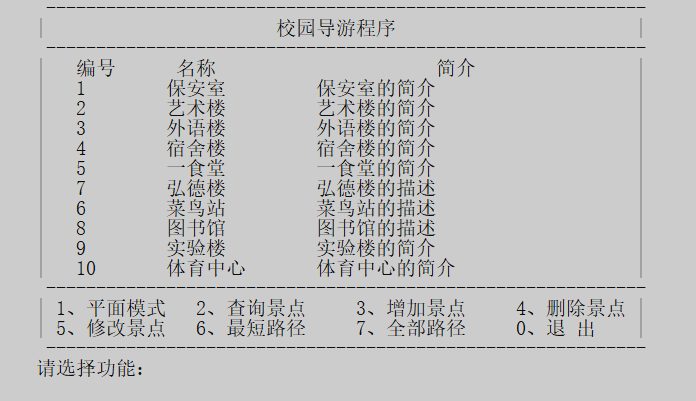 校园导游程序
编号 名称 简介
1 保安室 保安室的简介
2 艺术楼 艺术楼的简介
3 外语楼 外语楼的简介
4 宿舍楼 宿舍楼的简介
5 一食堂 一食堂的简介
7 弘德楼 弘德楼的描述
6 菜鸟站 菜鸟站的描述
8 图书馆 图书馆的描述
9 实验楼 实验楼的简介
10 体育中心 体育中心的简介
1、平面模式 2、查询景点 3、增加景点 4、删除景点
5、修改景点 6、最短路径 7、全部路径 0、退 出
请选择功能：